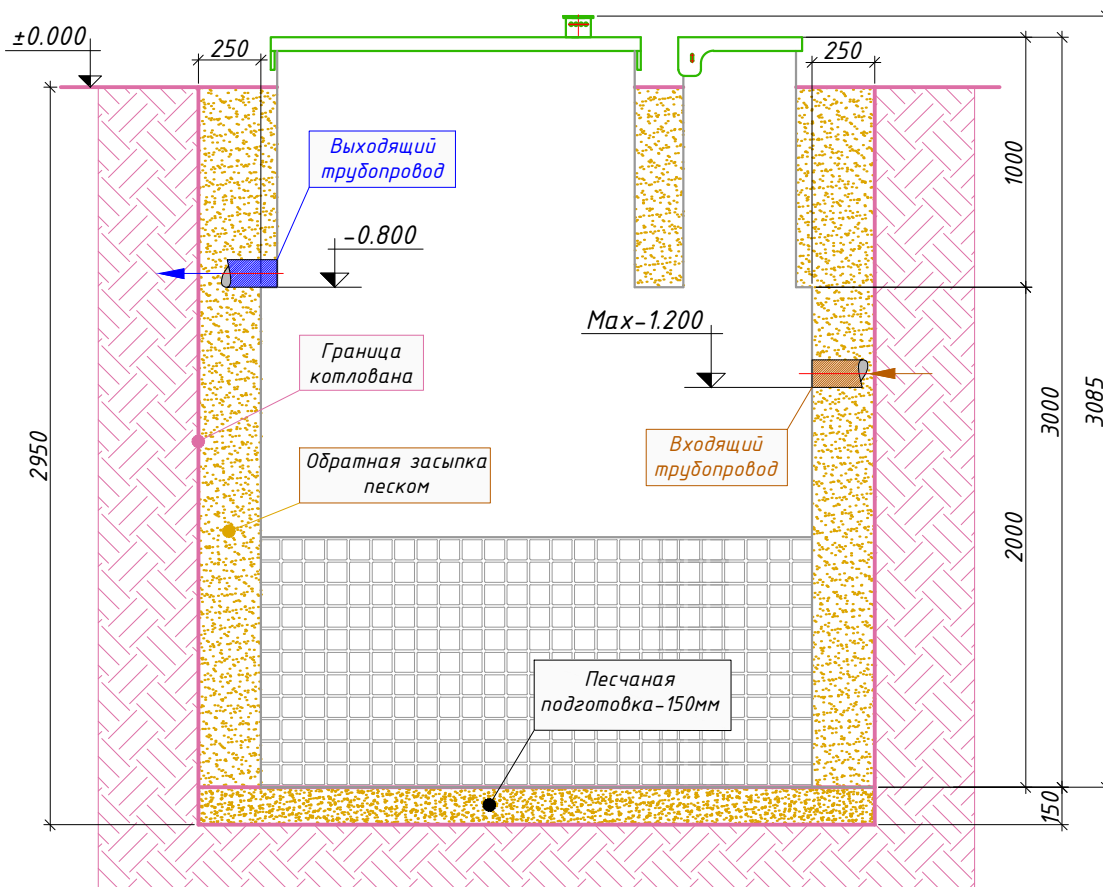 ±0.000
250
250
Выходящий
трубопровод
1000
-0.800
Max-1.200
Граница
котлована
3000
3085
2950
Входящий
трубопровод
Обратная засыпка
песком
2000
Песчаная
подготовка-150мм
150